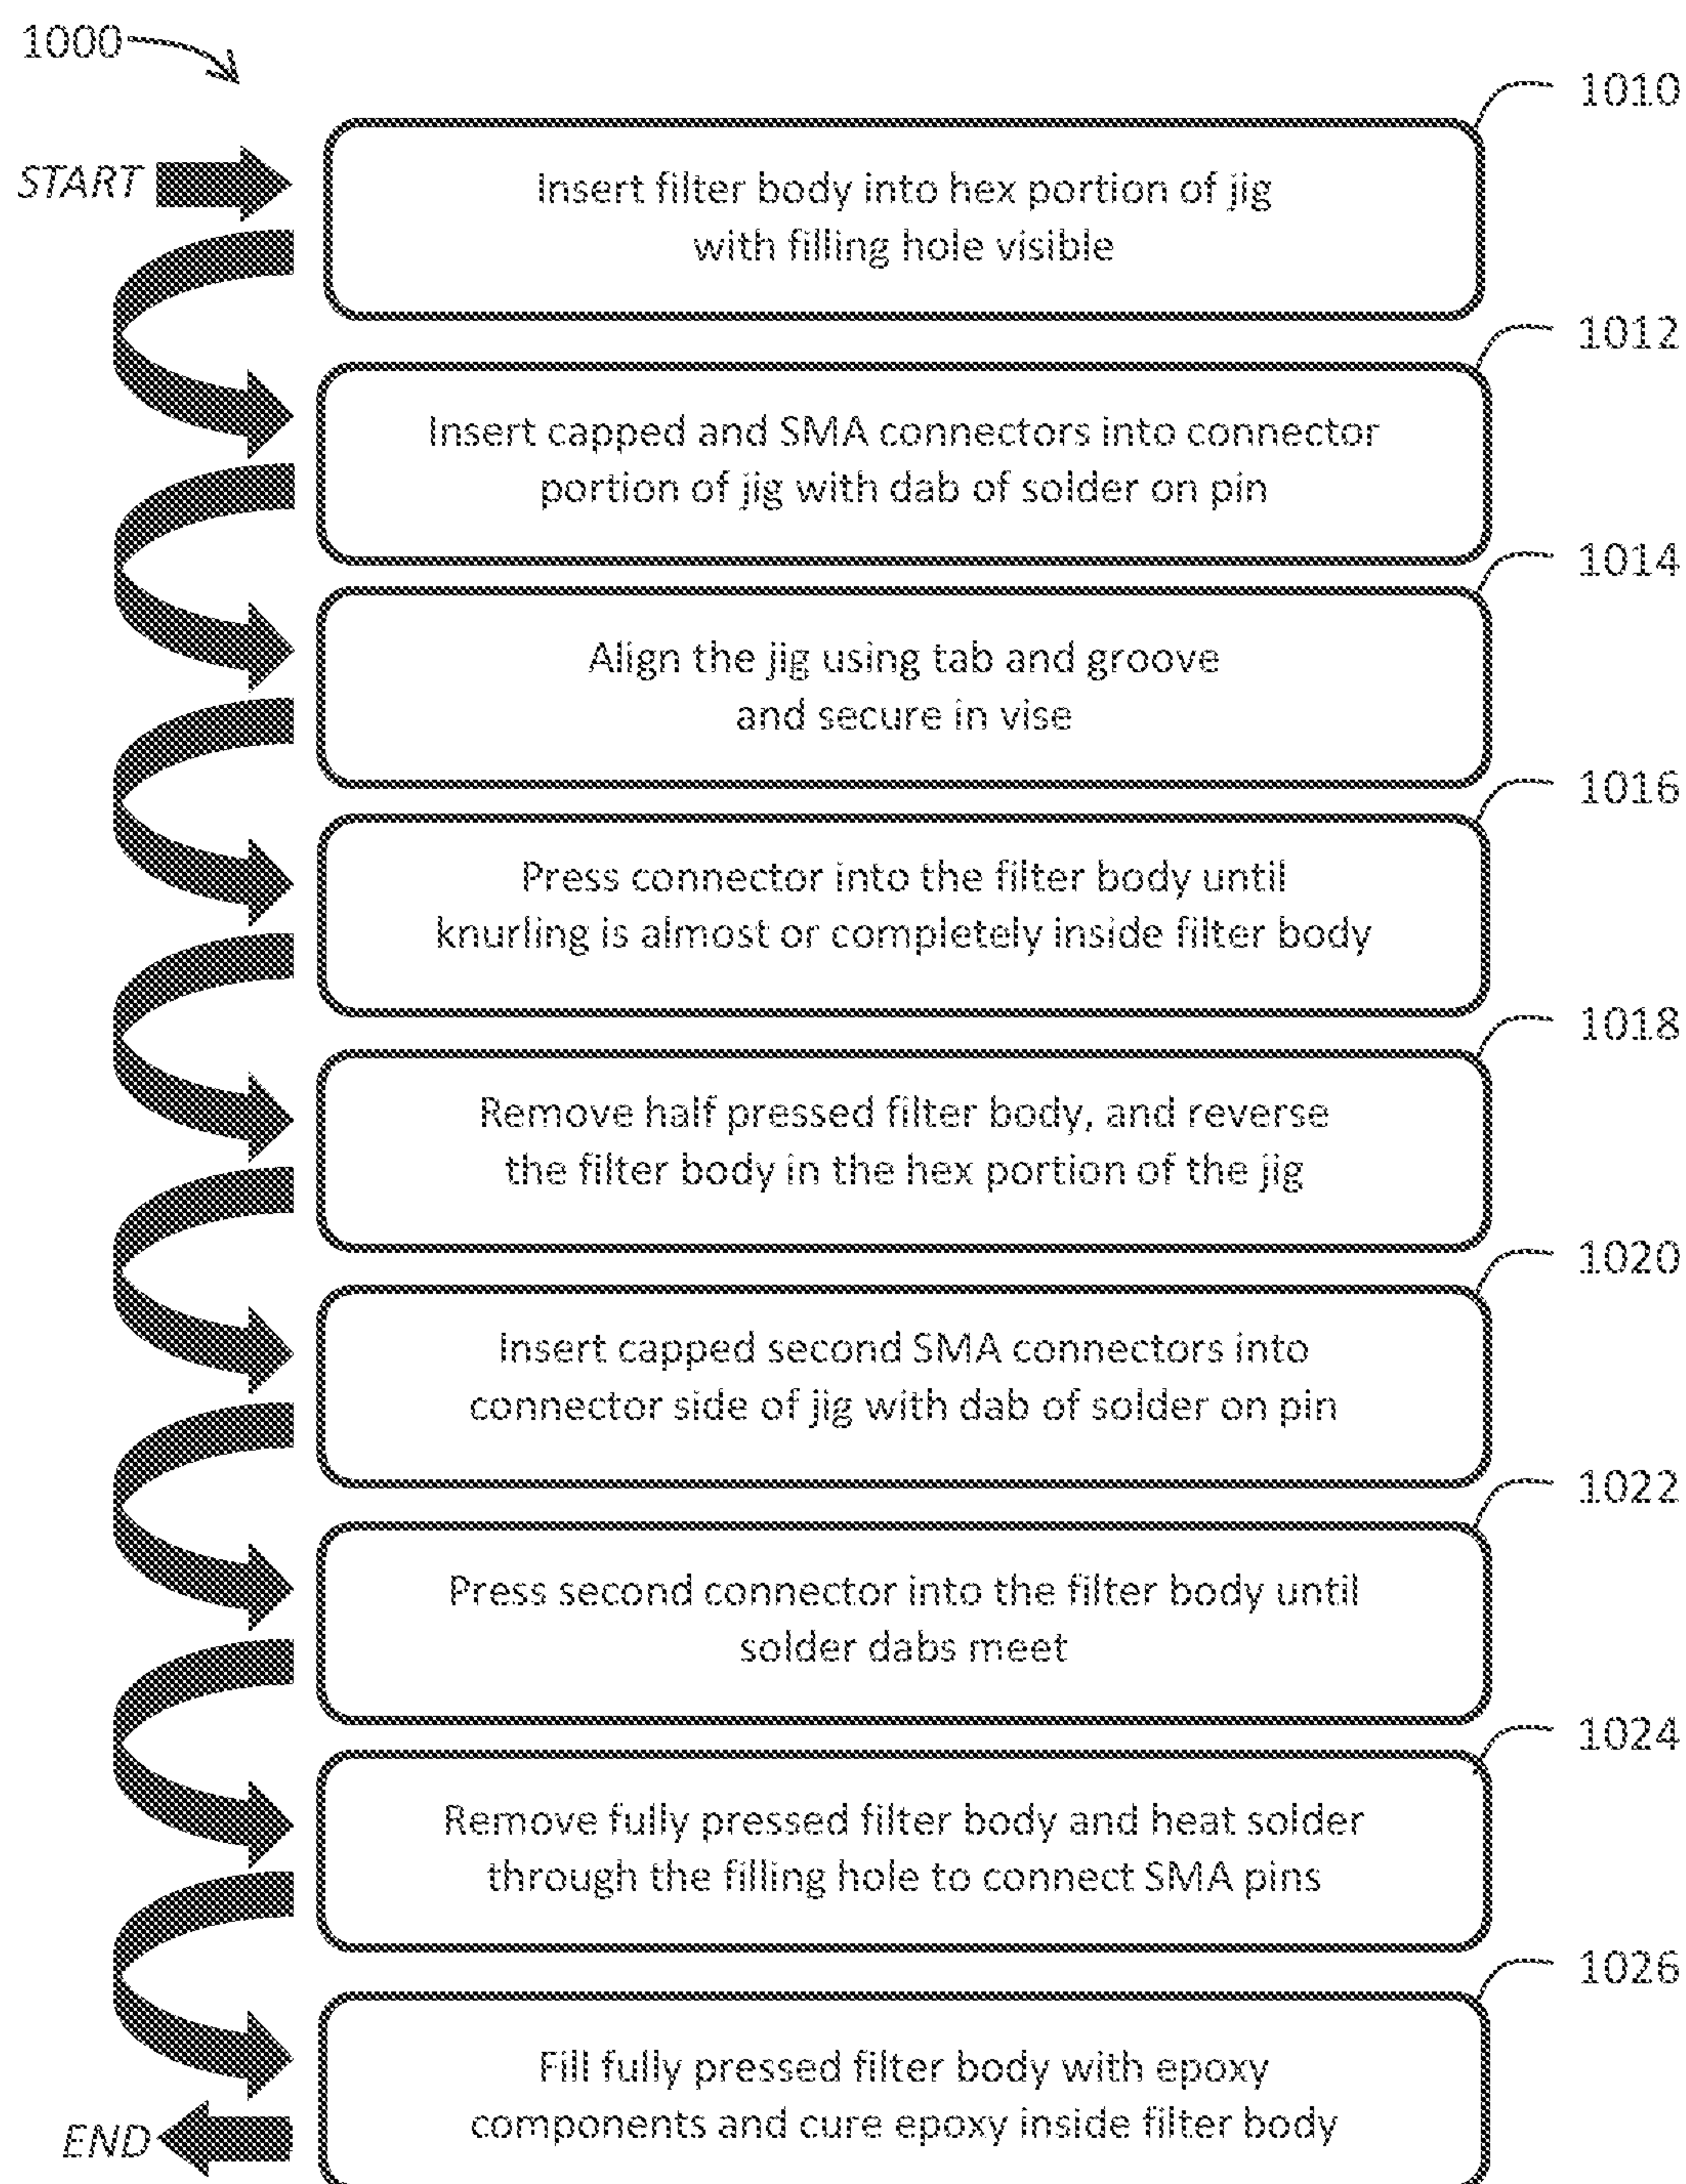 1000
1010
START
Insert filter body into hex portion of jig
with filling hole visible
1012
Insert capped and SMA connectors into connector
portion of jig with dab of solder on pin
1014
Align the jig using tab and groove
and secure in vise
1016
Press connector into the filter body until
knurling is almost or completely inside filter body
1018
Remove half pressed filter body, and reverse
the filter body in the hex portion of the jig
1020
Insert capped second SMA connectors into
connector side of jig with dab of solder on pin
1022
Press second connector into the filter body until
solder dabs meet
1024
Remove fully pressed filter body and heat solder
through the filling hole to connect SMA pins
1026
Fill fully pressed filter body with epoxy
components and cure epoxy inside filter body
END